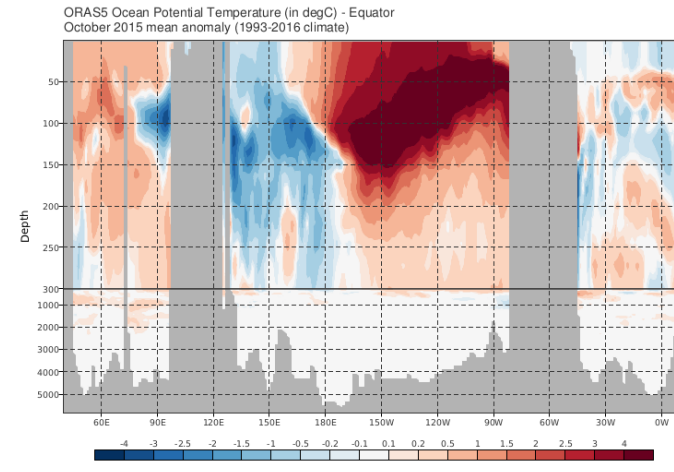 ORAS5 Ocean Potential Temperature (in degC) - Equator
October 2015 mean anomaly (1993-2016 climate)
Depth
50
100
150
200
250
300
1000
2000
3000
4000
5000
60E 90E 120E 150E 180E 150W 120W 90W 60W 30W 0W
-4 -3 -2.5 -2 -1.5 -1 -0.5 -0.2 -0.1 0.1 0.2 0.5 1 1.5 2 2.5 3 4